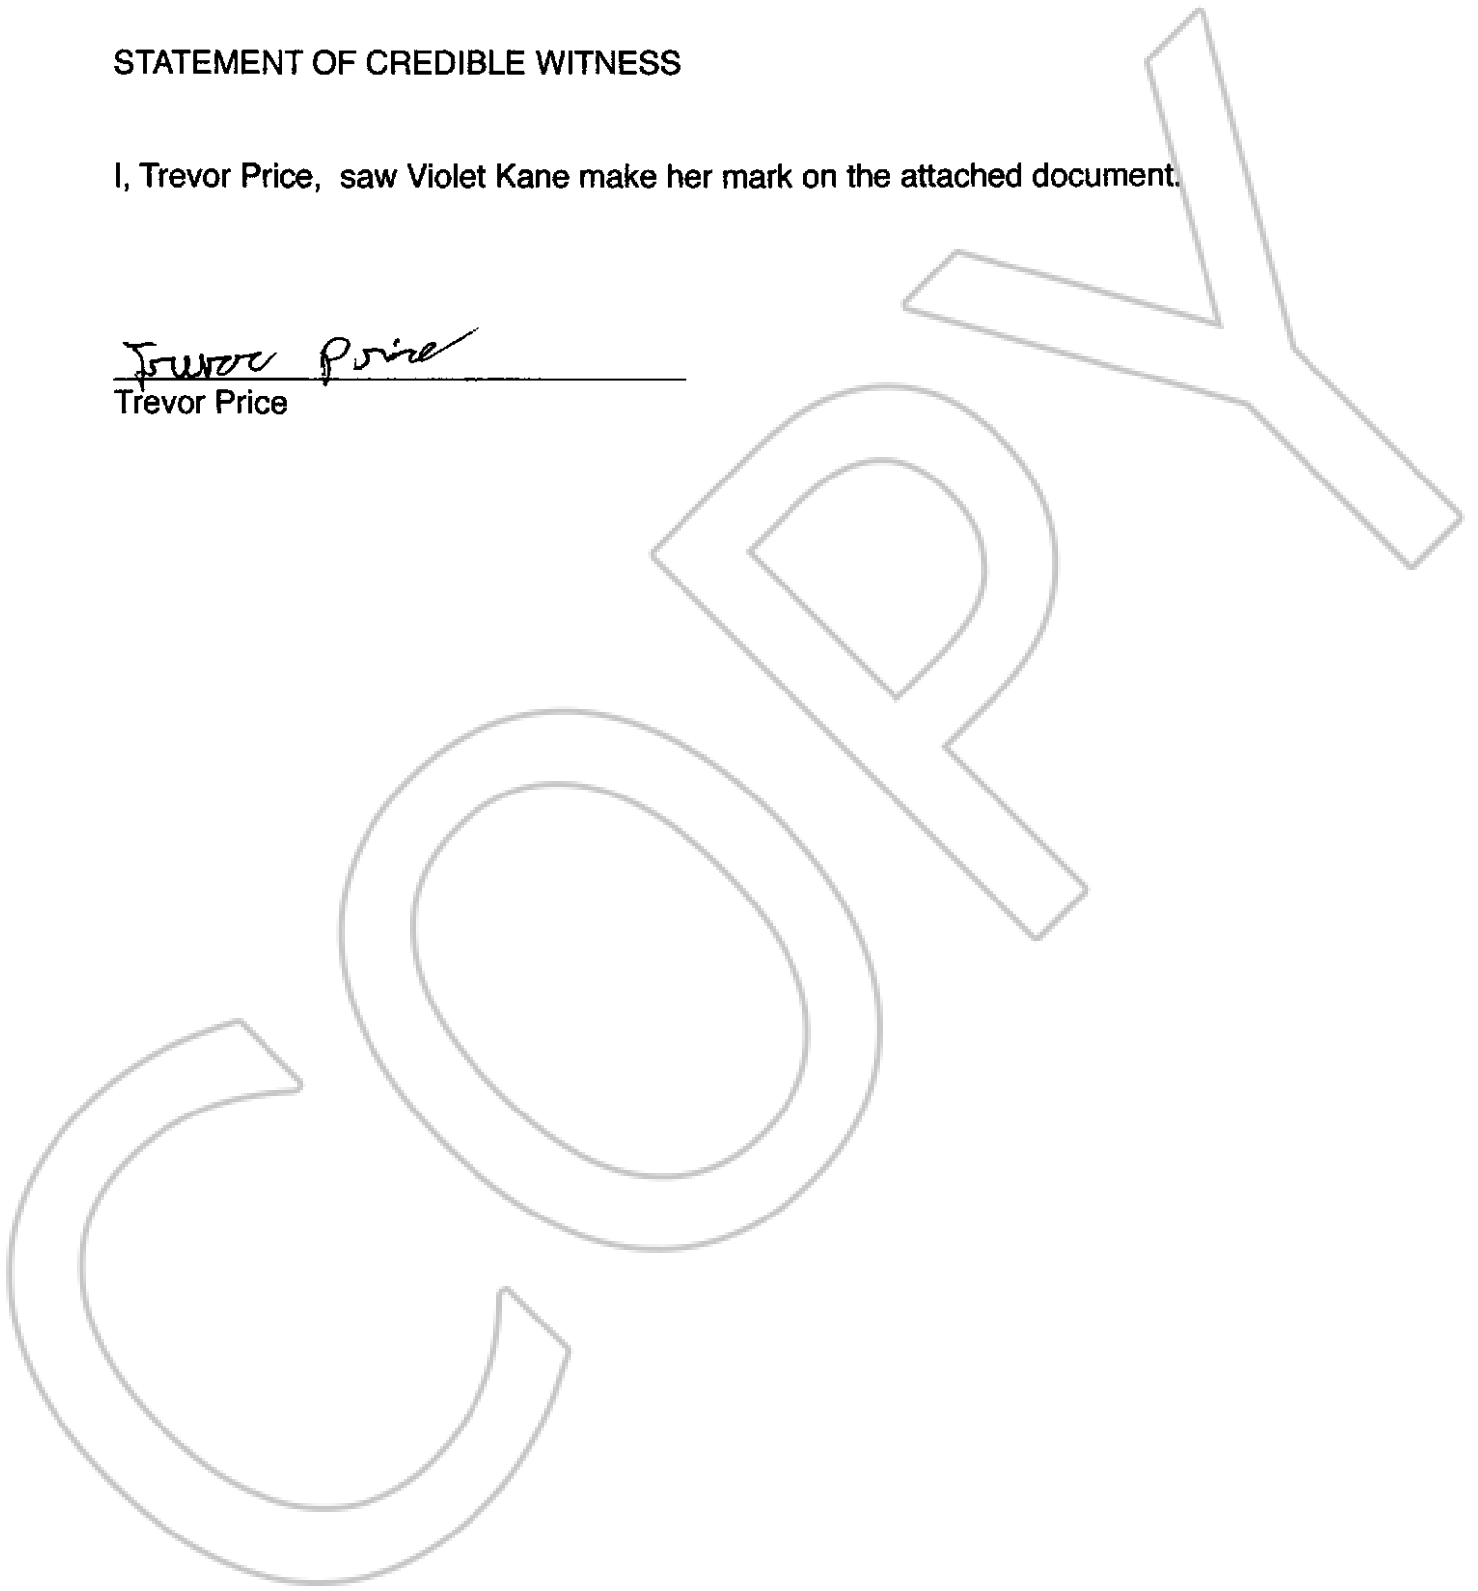 STATEMENT OF CREDIBLE WITNESS
I, Trevor Price, saw Violet Kane make her mark on the attached document.
Trevor Price
Trevor Price
COPY